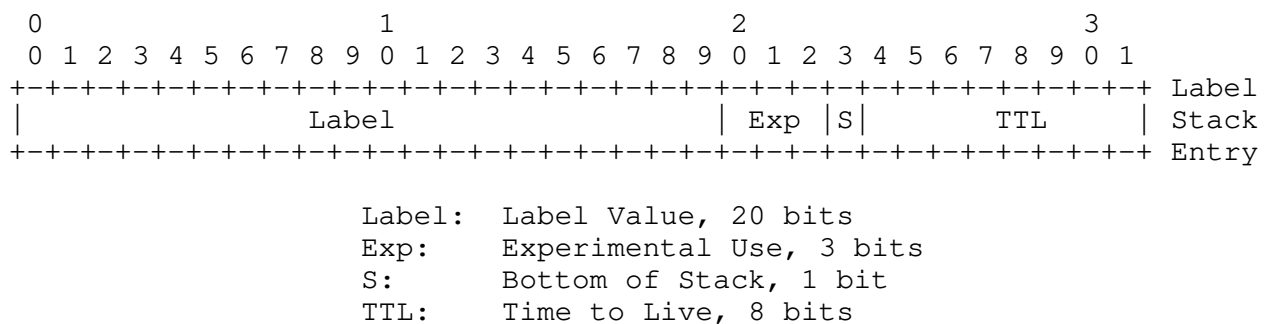 0                   1                   2                   3
 0 1 2 3 4 5 6 7 8 9 0 1 2 3 4 5 6 7 8 9 0 1 2 3 4 5 6 7 8 9 0 1
+-+-+-+-+-+-+-+-+-+-+-+-+-+-+-+-+-+-+-+-+-+-+-+-+-+-+-+-+-+-+-+-+ Label
|                Label                  | Exp |S|       TTL     | Stack
+-+-+-+-+-+-+-+-+-+-+-+-+-+-+-+-+-+-+-+-+-+-+-+-+-+-+-+-+-+-+-+-+ Entry
                    Label:  Label Value, 20 bits
                    Exp:    Experimental Use, 3 bits
                    S:      Bottom of Stack, 1 bit
                    TTL:    Time to Live, 8 bits